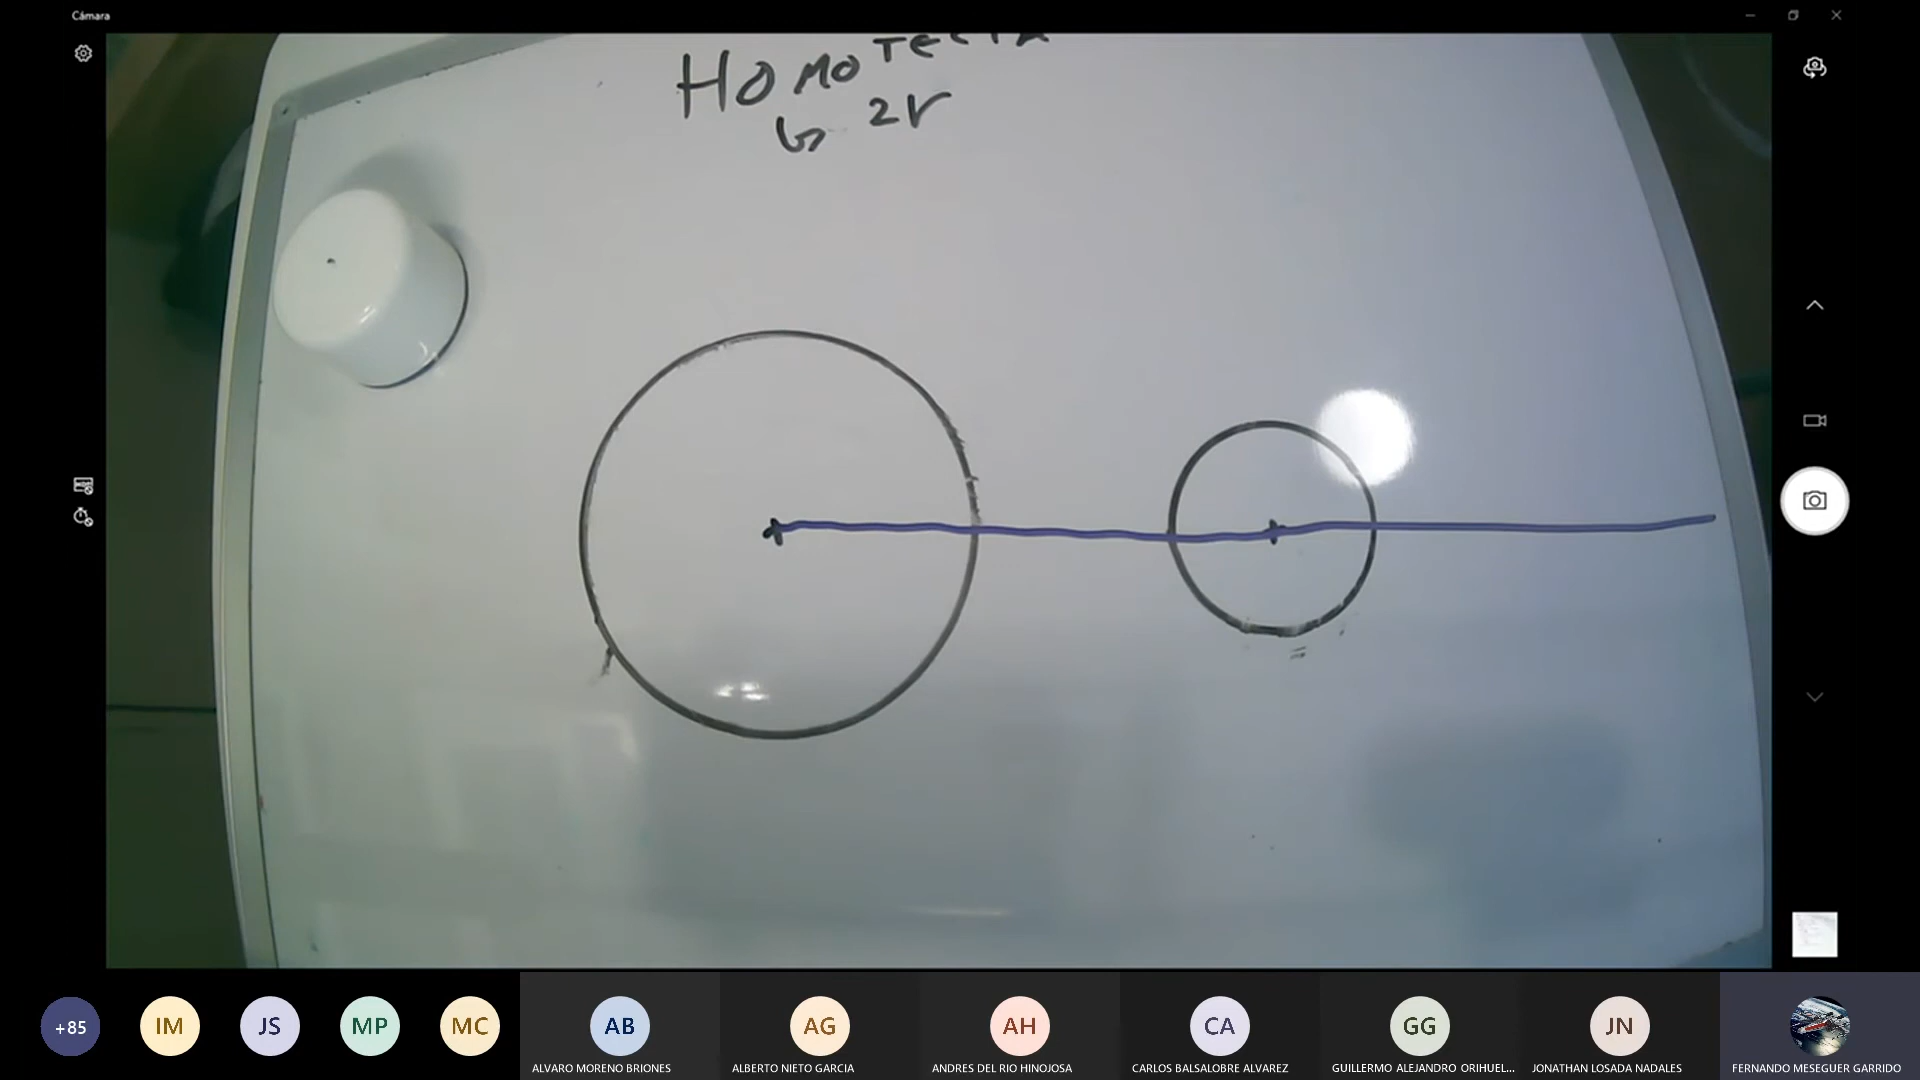 Cámara
HOMOTECIA
↳ 2r
+85
IM
JS
MP
MC
AB
AG
AH
CA
GG
JN
ALVARO MORENO BRIONES
ALBERTO NIETO GARCIA
ANDRES DEL RIO HINOJOSA
CARLOS BALSALOBRE ALVAREZ
GUILLERMO ALEJANDRO ORIHUEL...
JONATHAN LOSADA NADALES
FERNANDO MESEGUER GARRIDO